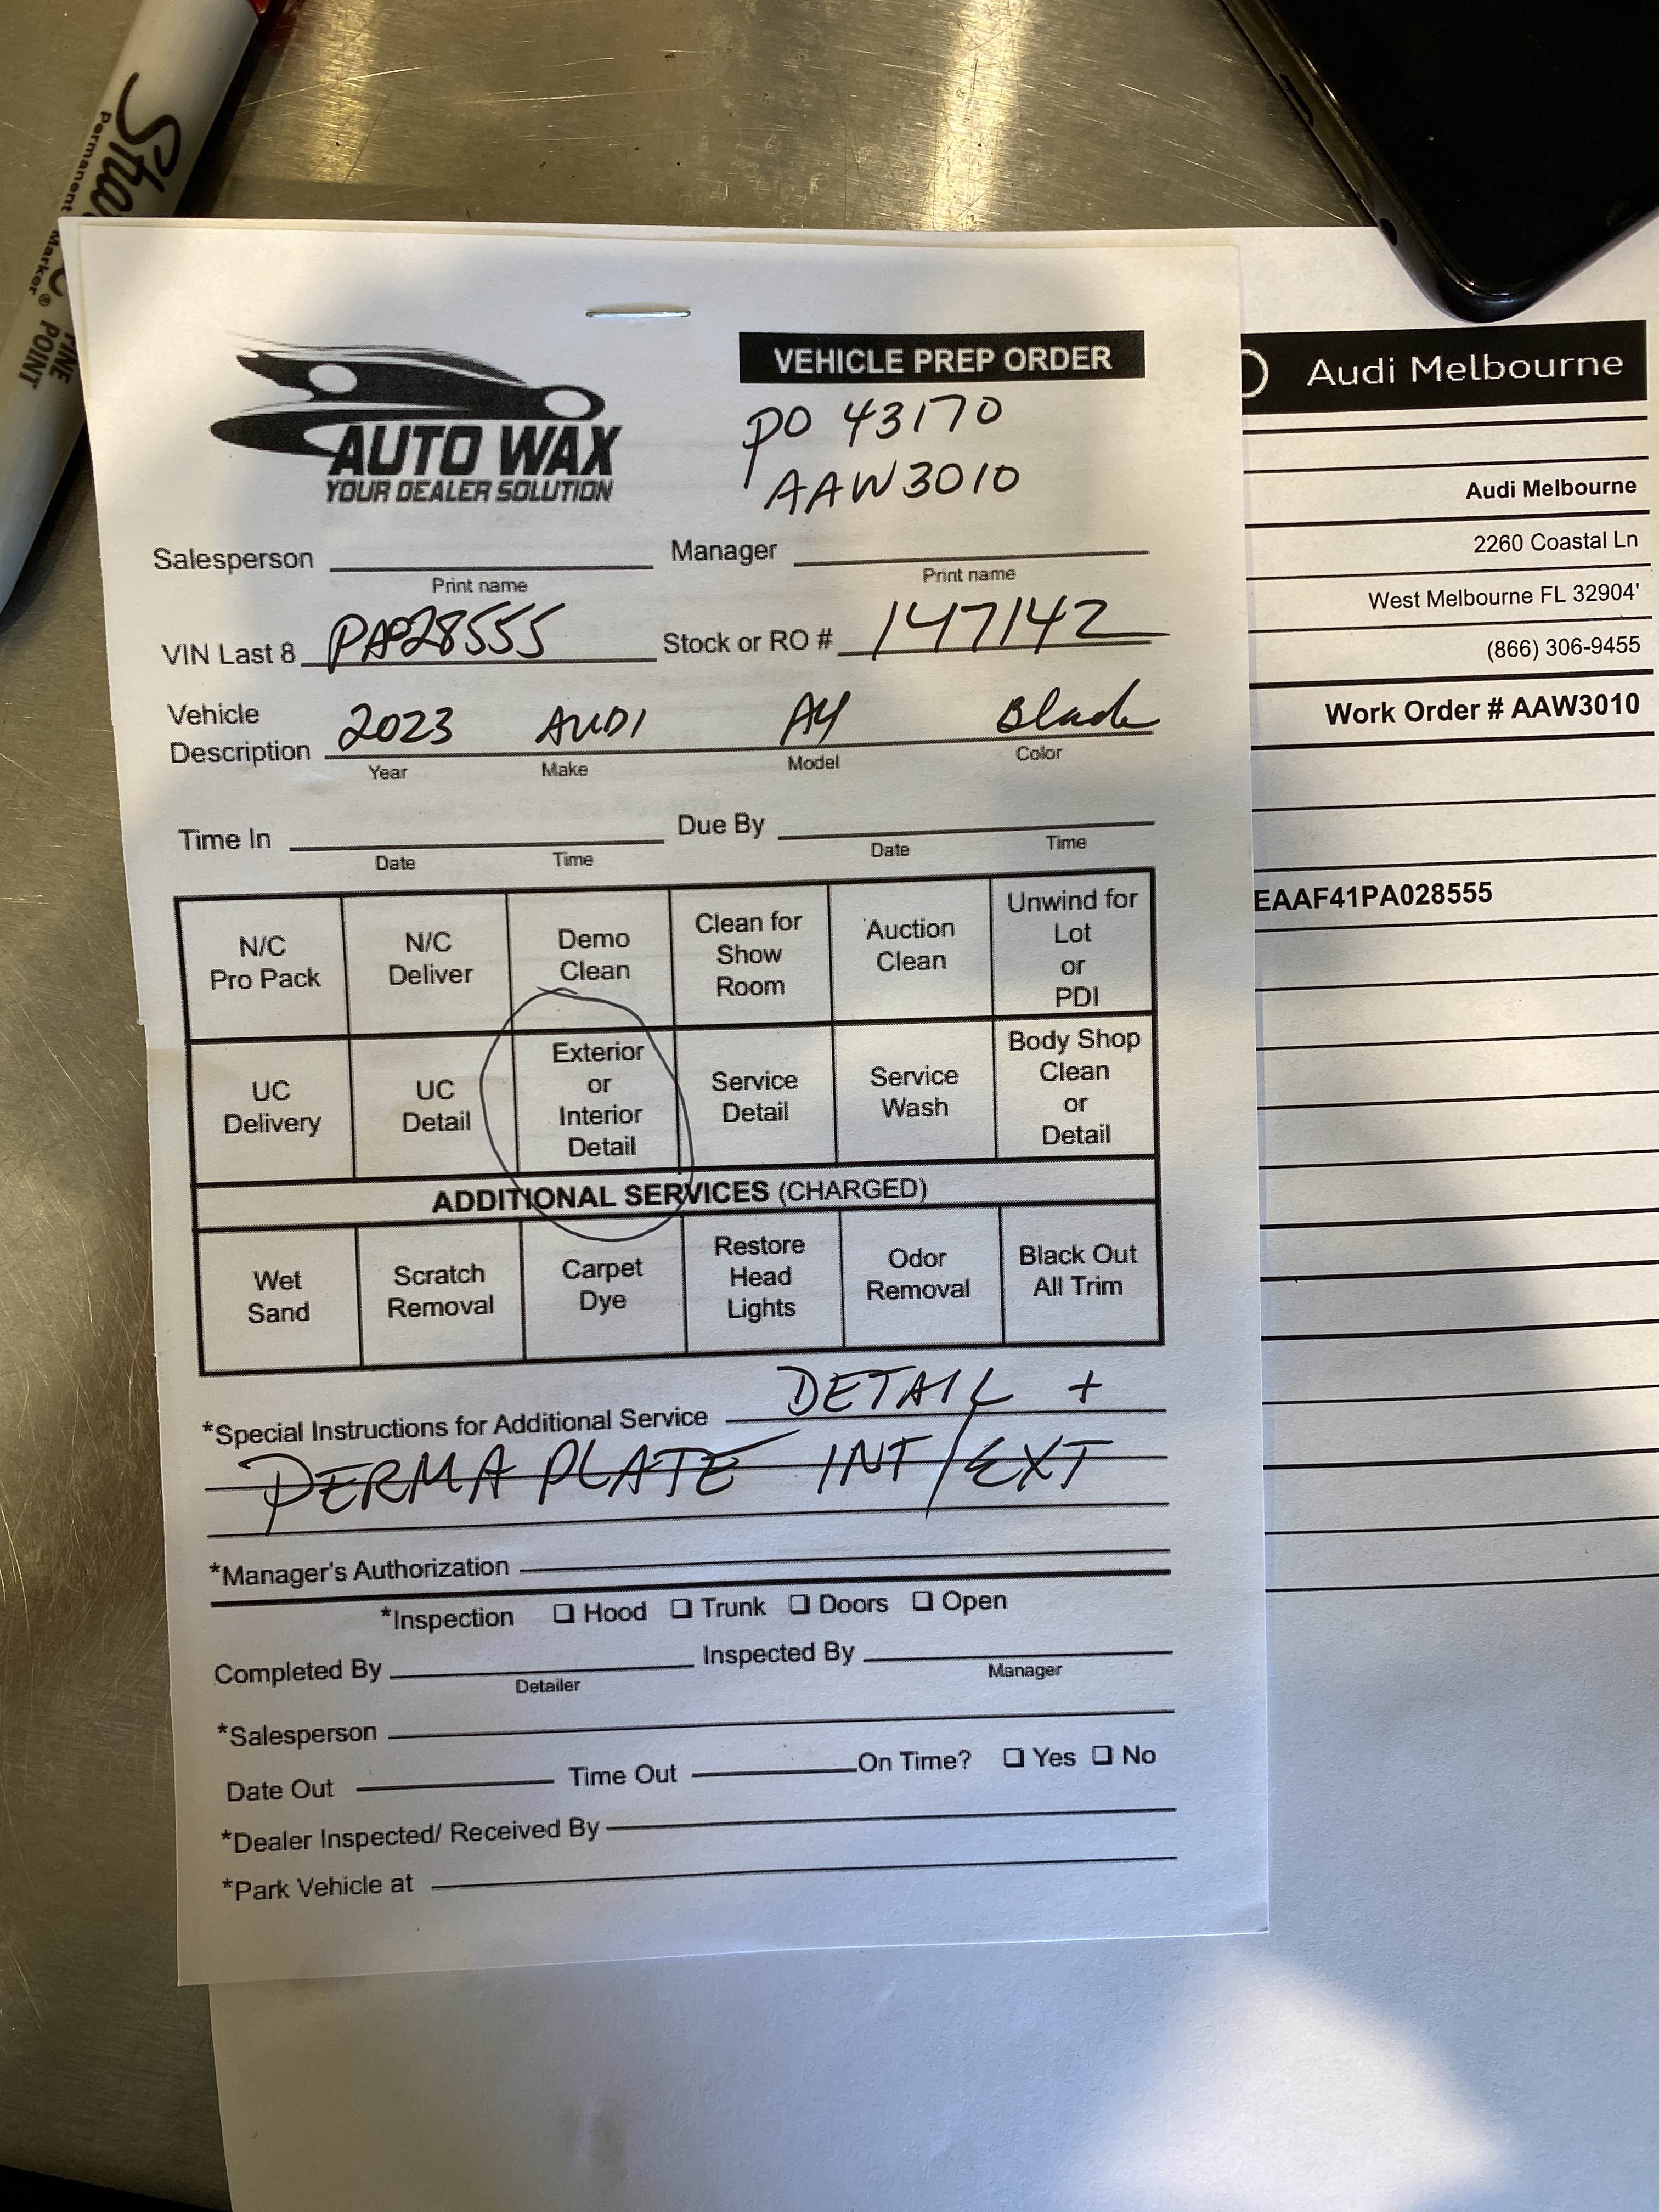 Sha
Permanent Marker®
FINE
POINT
VEHICLE PREP ORDER
PO 43170
AAW3010
AUTO WAX
YOUR DEALER SOLUTION
Salesperson Manager
Print name Print name
VIN Last 8 PA028555 Stock or RO # 147142
Vehicle
Description 2023 AUDI A4 Black
Year Make Model Color
Time In Due By
Date Time Date Time
N/C
Pro Pack
N/C
Deliver
Demo
Clean
Clean for
Show
Room
Auction
Clean
Unwind for
Lot
or
PDI
UC
Delivery
UC
Detail
Exterior
or
Interior
Detail
Service
Detail
Service
Wash
Body Shop
Clean
or
Detail
ADDITIONAL SERVICES (CHARGED)
Wet
Sand
Scratch
Removal
Carpet
Dye
Restore
Head
Lights
Odor
Removal
Black Out
All Trim
*Special Instructions for Additional Service DETAIL +
PERMA PLATE INT/EXT
*Manager's Authorization
*Inspection ❏ Hood ❏ Trunk ❏ Doors ❏ Open
Completed By Inspected By
Detailer Manager
*Salesperson
Date Out Time Out On Time? ❏ Yes ❏ No
*Dealer Inspected/ Received By
*Park Vehicle at
Audi Melbourne
Audi Melbourne
2260 Coastal Ln
West Melbourne FL 32904'
(866) 306-9455
Work Order # AAW3010
EAAF41PA028555